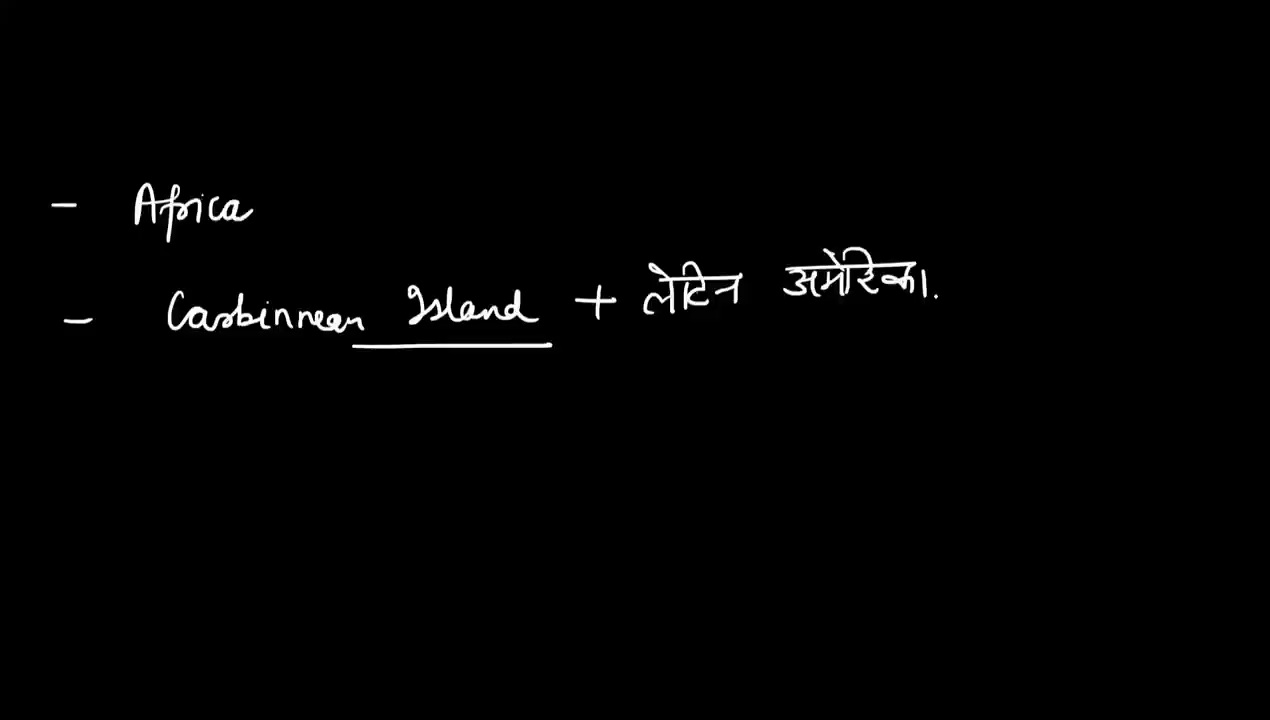 - Africa
- Carbinnean Island + लेटिन अमेरिका.